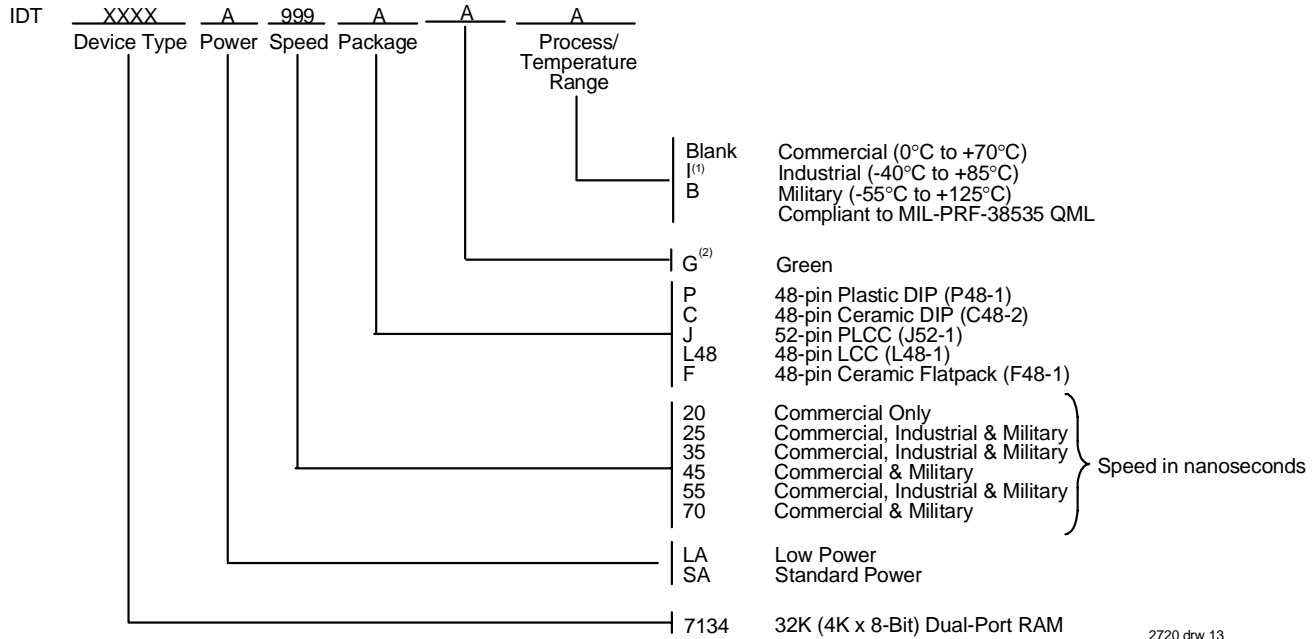 IDT XXXX A 999 A A A
Device Type Power Speed Package Process/
Temperature
Range
Blank Commercial (0°C to +70°C)
I(1) Industrial (-40°C to +85°C)
B Military (-55°C to +125°C)
Compliant to MIL-PRF-38535 QML
G(2) Green
P 48-pin Plastic DIP (P48-1)
C 48-pin Ceramic DIP (C48-2)
J 52-pin PLCC (J52-1)
L48 48-pin LCC (L48-1)
F 48-pin Ceramic Flatpack (F48-1)
20 Commercial Only
25 Commercial, Industrial & Military
35 Commercial, Industrial & Military
45 Commercial & Military
55 Commercial, Industrial & Military
70 Commercial & Military
Speed in nanoseconds
LA Low Power
SA Standard Power
7134 32K (4K x 8-Bit) Dual-Port RAM
2720 drw 13